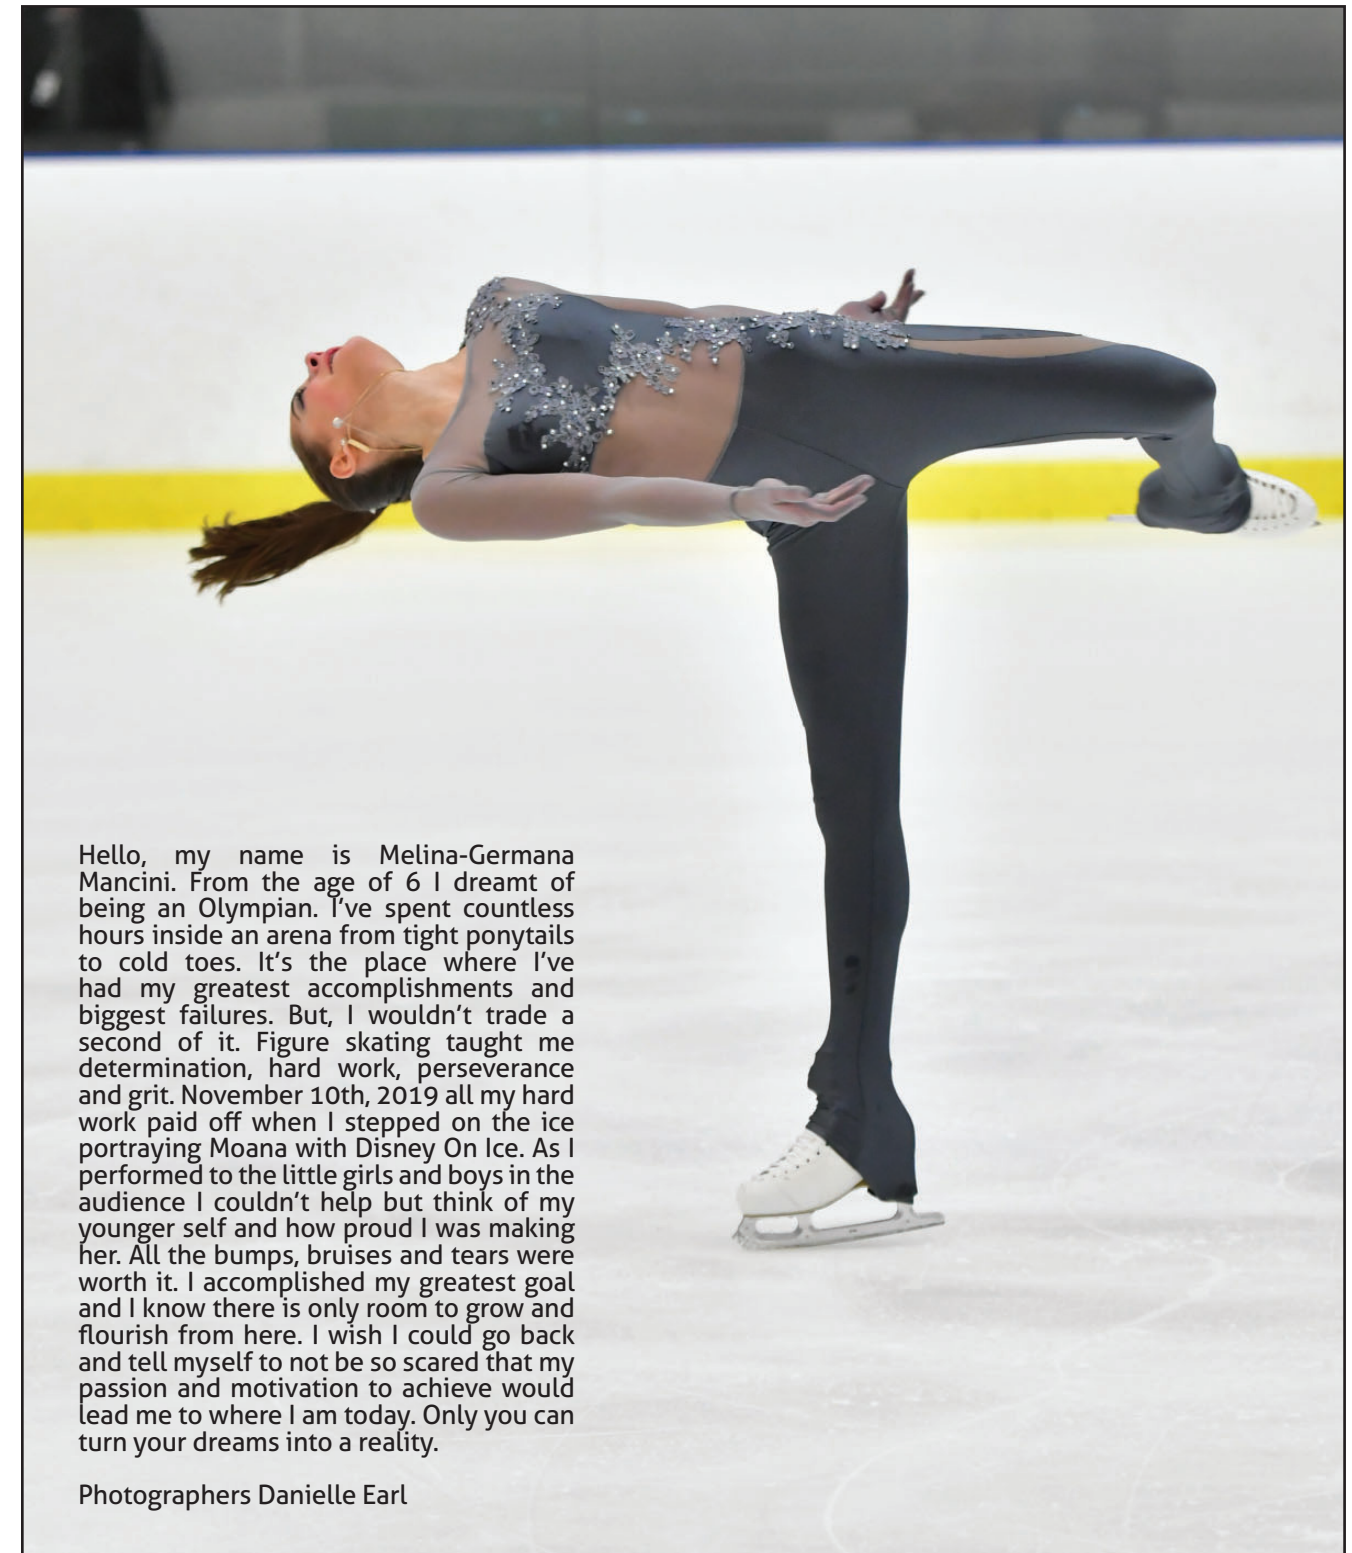 Hello, my name is Melina-Germana
Mancini. From the age of 6 I dreamt of
being an Olympian. I've spent countless
hours inside an arena from tight ponytails
to cold toes. It's the place where I've
had my greatest accomplishments and
biggest failures. But, I wouldn't trade a
second of it. Figure skating taught me
determination, hard work, perseverance
and grit. November 10th, 2019 all my hard
work paid off when I stepped on the ice
portraying Moana with Disney On Ice. As I
performed to the little girls and boys in the
audience I couldn't help but think of my
younger self and how proud I was making
her. All the bumps, bruises and tears were
worth it. I accomplished my greatest goal
and I know there is only room to grow and
flourish from here. I wish I could go back
and tell myself to not be so scared that my
passion and motivation to achieve would
lead me to where I am today. Only you can
turn your dreams into a reality.
Photographers Danielle Earl